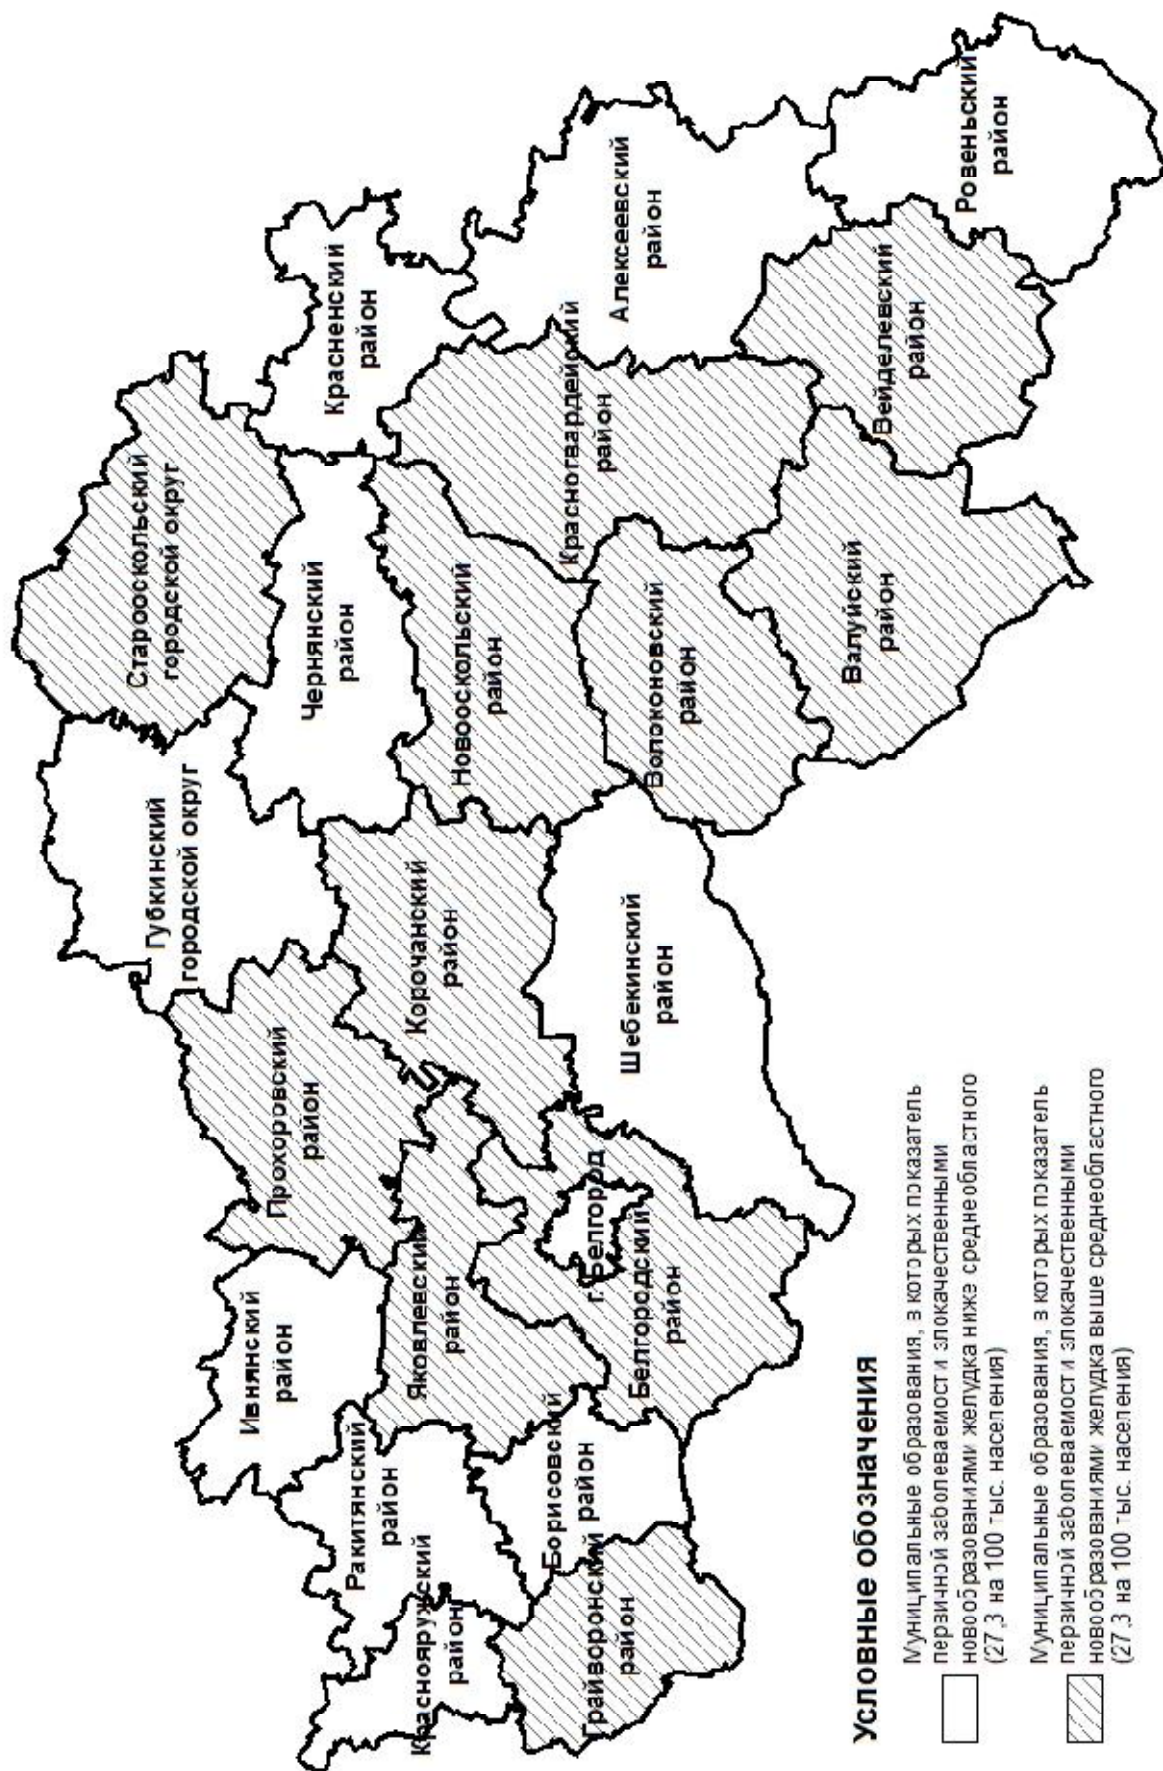 Старооскольский
городской округ
Губкинский
городской округ
Прохоровский
район
Ивнянский
район
Ракитянский
район
Краснояружский
район
Чернянский
район
Красненский
район
Корочанский
район
Новооскольский
район
Яковлевский
район
Борисовский
район
Грайворонский
район
г. Белгород
Белгородский
район
Шебекинский
район
Волоконовский
район
Красногвардейский
район
Алексеевский
район
Валуйский
район
Вейделевский
район
Ровеньский
район
Условные обозначения
Муниципальные образования, в которых показатель
первичной заболеваемост и злокачественными
новообразованиями желудка ниже среднеобластного
(27,3 на 100 тыс. населения)
Муниципальные образования, в которых показатель
первичной заболеваемост и злокачественными
новообразованиями желудка выше среднеобластного
(27,3 на 100 тыс. населения)